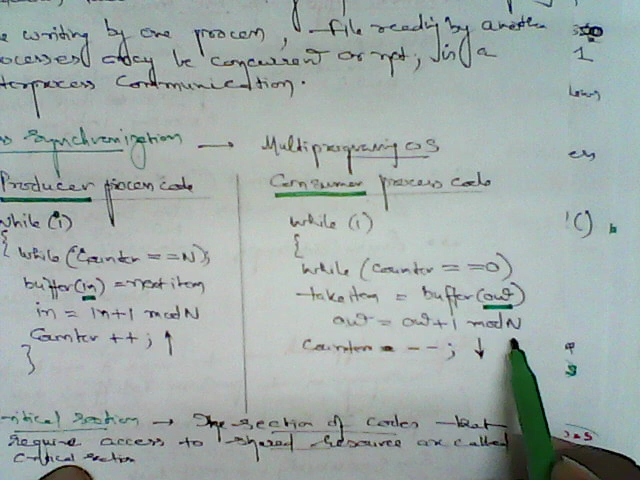 writing by one process, file reading by another
processes may be concurrent or not, is a
interprocess communication.
ss synchronization → Multiprograming OS
Producer process code
while (1)
{ while (counter == N);
buffer (in) = next item
in = in+1 mod N
Counter ++; ↑
}
Consumer process code
while (1)
{
while (counter == 0)
take item = buffer (out)
out = out+1 mod N
counter - - ; ↓
critical section → The section of codes that
require access to shared resource are called
critical section